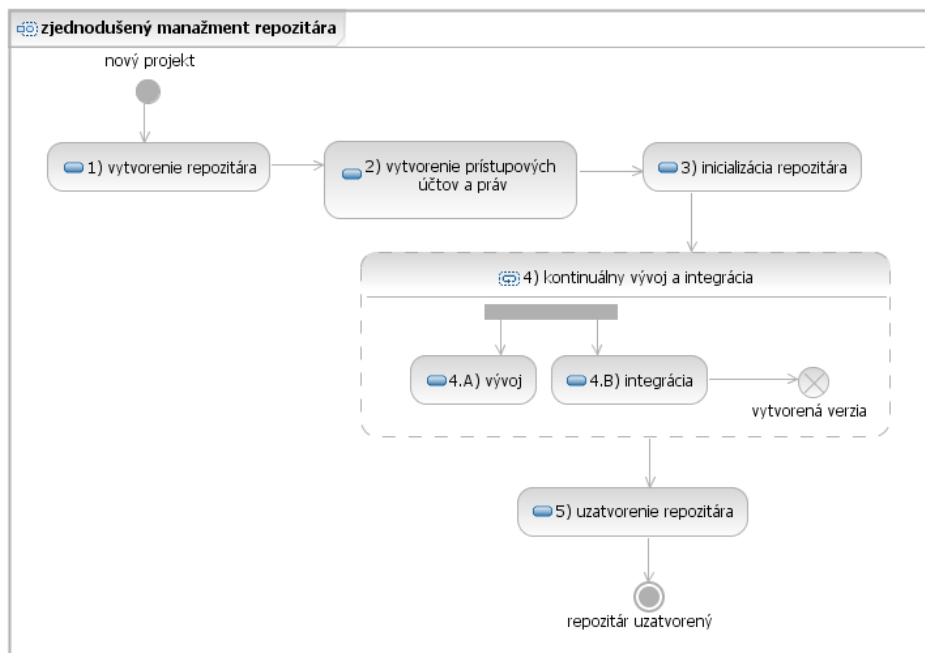 zjednodušený manažment repozitára
nový projekt
1) vytvorenie repozitára
2) vytvorenie prístupových
účtov a práv
3) inicializácia repozitára
4) kontinuálny vývoj a integrácia
4.A) vývoj
4.B) integrácia
vytvorená verzia
5) uzatvorenie repozitára
repozitár uzatvorený